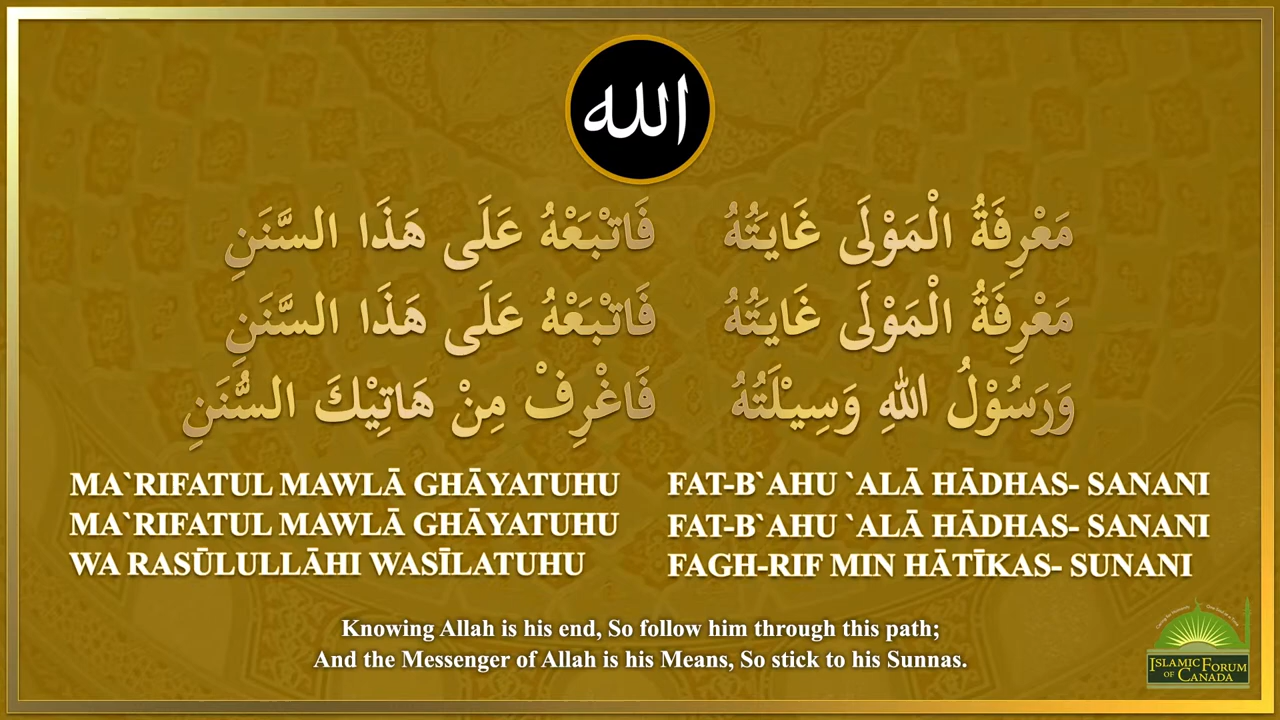 الله
مَعْرِفَةُ الْمَوْلَى غَايَتُهُ فَاتْبَعْهُ عَلَى هَذَا السَّنَنِ
مَعْرِفَةُ الْمَوْلَى غَايَتُهُ فَاتْبَعْهُ عَلَى هَذَا السَّنَنِ
وَرَسُوْلُ اللهِ وَسِيْلَتُهُ فَاغْرِفْ مِنْ هَاتِيْكَ السُّنَنِ
MA`RIFATUL MAWLĀ GHĀYATUHU FAT-B`AHU `ALĀ HĀDHAS- SANANI
MA`RIFATUL MAWLĀ GHĀYATUHU FAT-B`AHU `ALĀ HĀDHAS- SANANI
WA RASŪLULLĀHI WASĪLATUHU FAGH-RIF MIN HĀTĪKAS- SUNANI
Knowing Allah is his end, So follow him through this path;
And the Messenger of Allah is his Means, So stick to his Sunnas.
ISLAMIC FORUM
OF CANADA